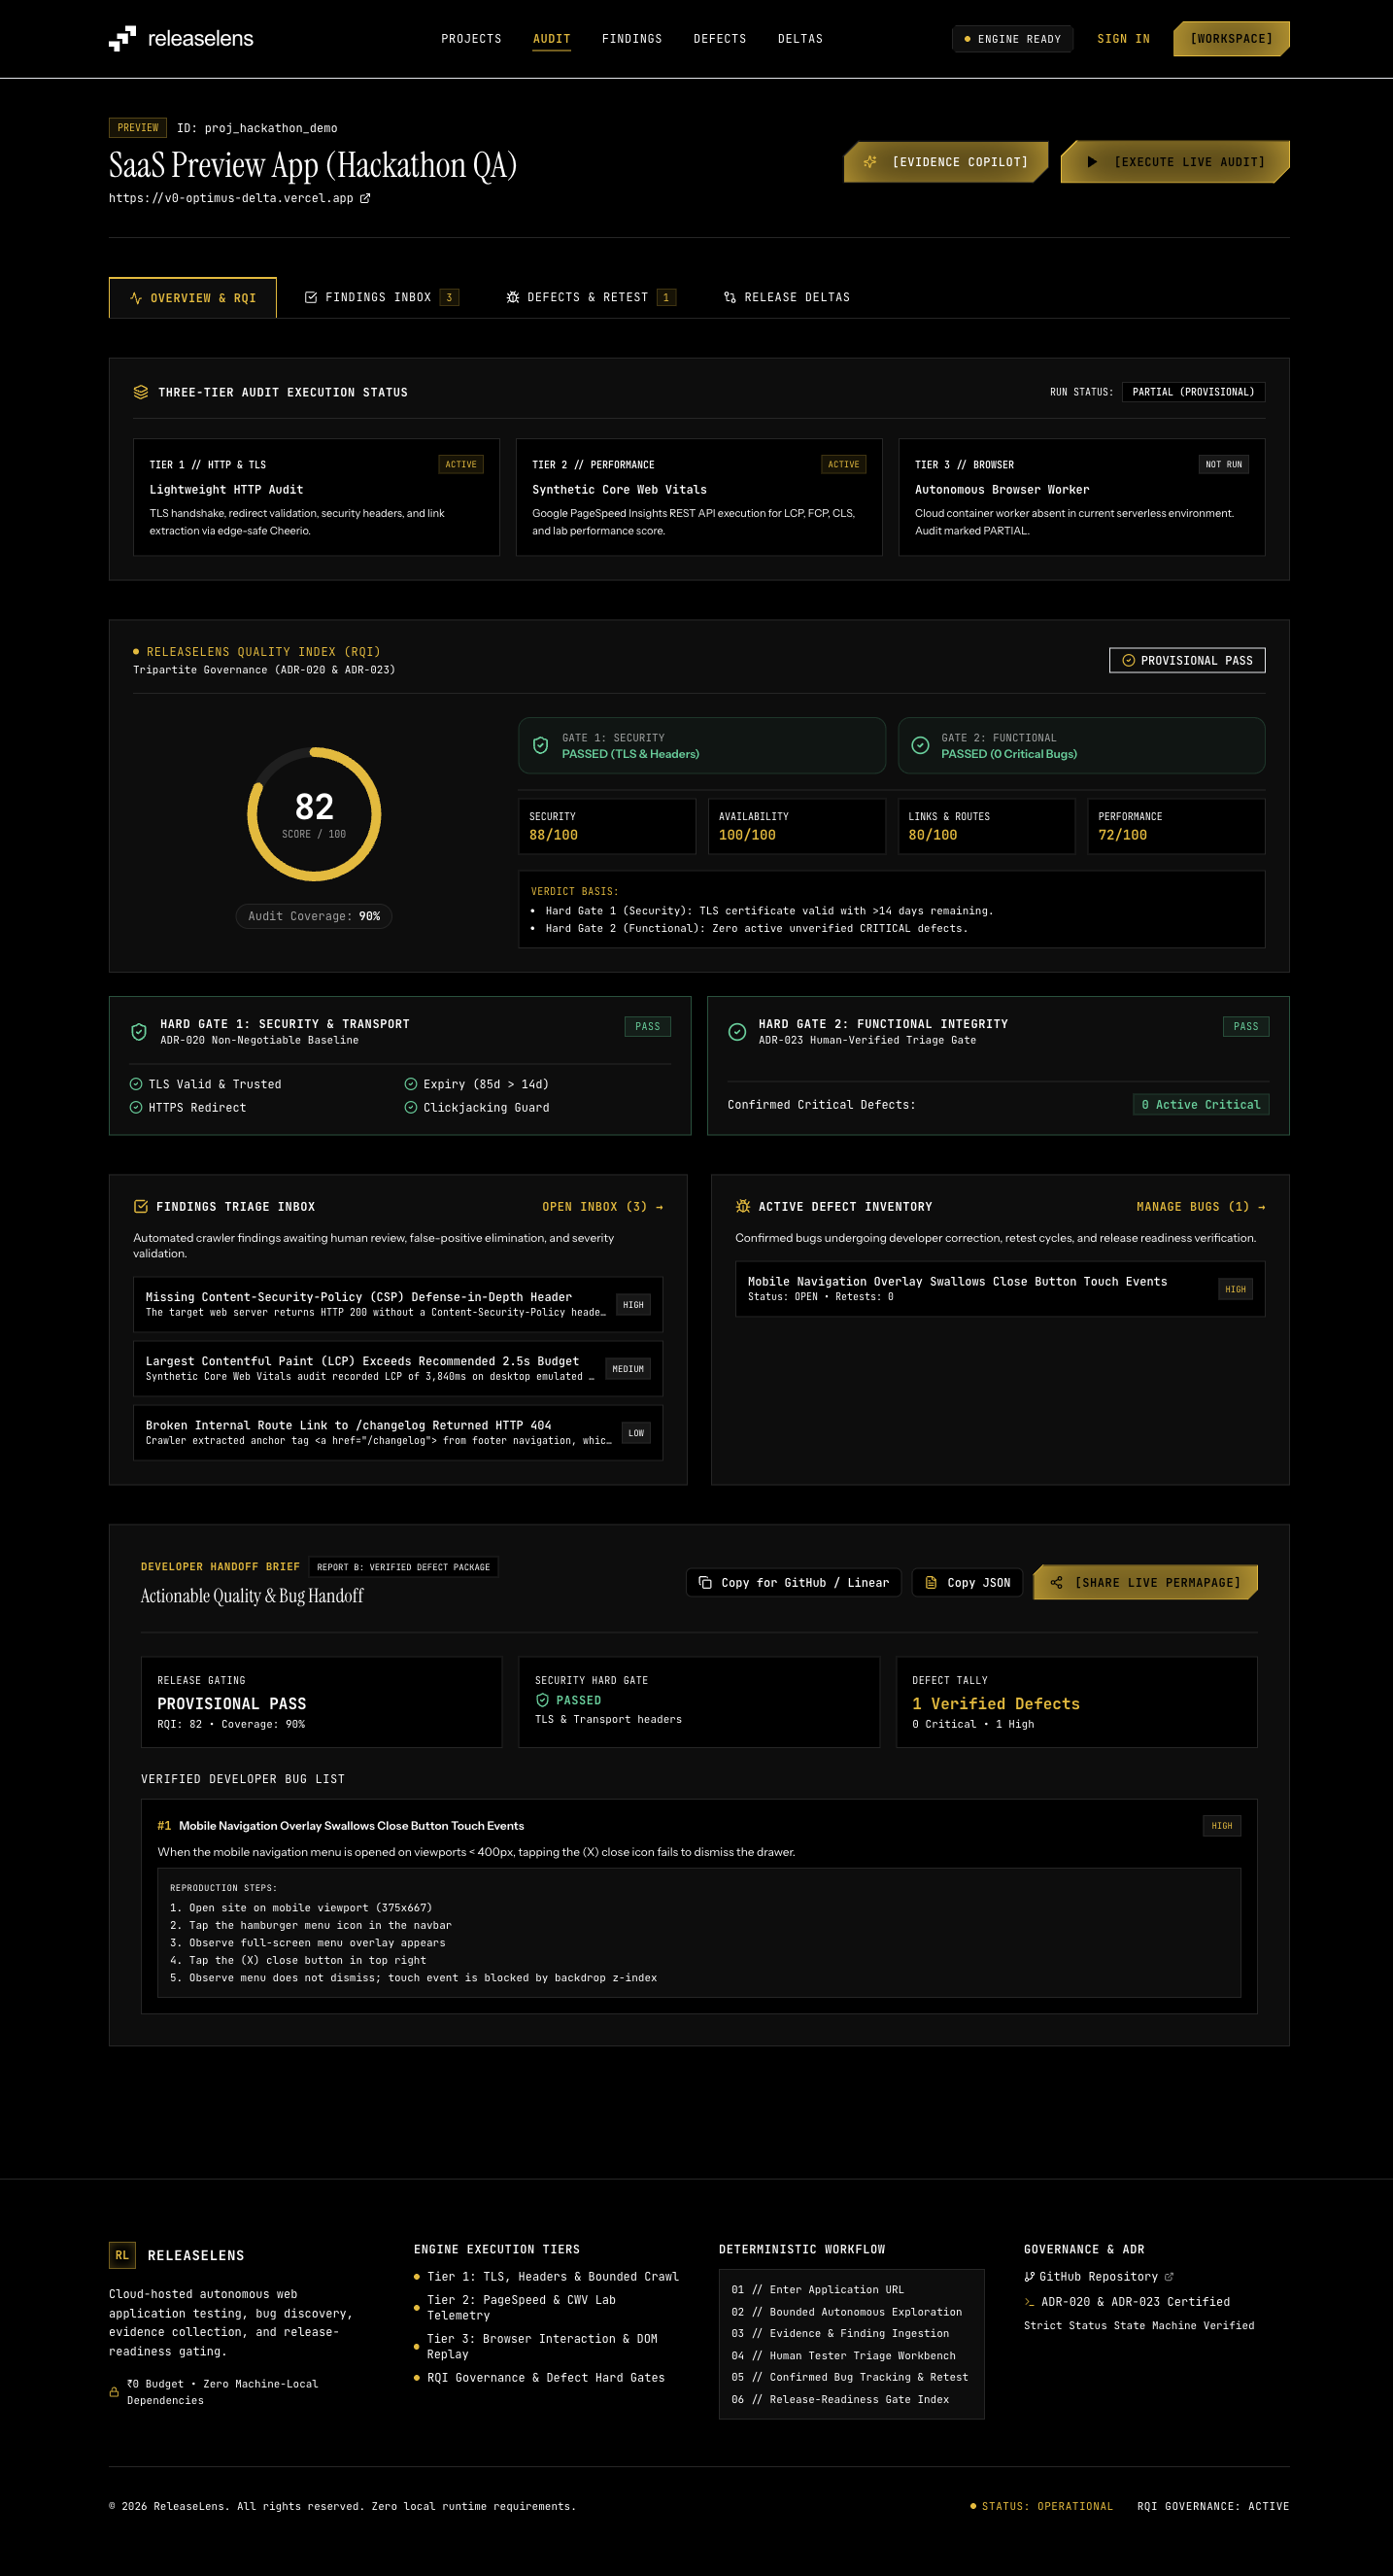 releaselens
PROJECTS AUDIT FINDINGS DEFECTS DELTAS
ENGINE READY
SIGN IN
[WORKSPACE]
PREVIEW ID: proj_hackathon_demo
SaaS Preview App (Hackathon QA)
https://v0-optimus-delta.vercel.app
[EVIDENCE COPILOT]
[EXECUTE LIVE AUDIT]
OVERVIEW & RQI
FINDINGS INBOX 3
DEFECTS & RETEST 1
RELEASE DELTAS
THREE-TIER AUDIT EXECUTION STATUS
RUN STATUS: PARTIAL (PROVISIONAL)
TIER 1 // HTTP & TLS
ACTIVE
Lightweight HTTP Audit
TLS handshake, redirect validation, security headers, and link
extraction via edge-safe Cheerio.
TIER 2 // PERFORMANCE
ACTIVE
Synthetic Core Web Vitals
Google PageSpeed Insights REST API execution for LCP, FCP, CLS,
and lab performance score.
TIER 3 // BROWSER
NOT RUN
Autonomous Browser Worker
Cloud container worker absent in current serverless environment.
Audit marked PARTIAL.
RELEASELENS QUALITY INDEX (RQI)
Tripartite Governance (ADR-020 & ADR-023)
PROVISIONAL PASS
82
SCORE / 100
Audit Coverage: 90%
GATE 1: SECURITY
PASSED (TLS & Headers)
GATE 2: FUNCTIONAL
PASSED (0 Critical Bugs)
SECURITY
88/100
AVAILABILITY
100/100
LINKS & ROUTES
80/100
PERFORMANCE
72/100
VERDICT BASIS:
• Hard Gate 1 (Security): TLS certificate valid with >14 days remaining.
• Hard Gate 2 (Functional): Zero active unverified CRITICAL defects.
HARD GATE 1: SECURITY & TRANSPORT
ADR-020 Non-Negotiable Baseline
PASS
TLS Valid & Trusted
Expiry (85d > 14d)
HTTPS Redirect
Clickjacking Guard
HARD GATE 2: FUNCTIONAL INTEGRITY
ADR-023 Human-Verified Triage Gate
PASS
Confirmed Critical Defects:
0 Active Critical
FINDINGS TRIAGE INBOX
OPEN INBOX (3) →
Automated crawler findings awaiting human review, false-positive elimination, and severity
validation.
Missing Content-Security-Policy (CSP) Defense-in-Depth Header
The target web server returns HTTP 200 without a Content-Security-Policy heade…
HIGH
Largest Contentful Paint (LCP) Exceeds Recommended 2.5s Budget
Synthetic Core Web Vitals audit recorded LCP of 3,840ms on desktop emulated …
MEDIUM
Broken Internal Route Link to /changelog Returned HTTP 404
Crawler extracted anchor tag <a href="/changelog"> from footer navigation, whic…
LOW
ACTIVE DEFECT INVENTORY
MANAGE BUGS (1) →
Confirmed bugs undergoing developer correction, retest cycles, and release readiness verification.
Mobile Navigation Overlay Swallows Close Button Touch Events
Status: OPEN • Retests: 0
HIGH
DEVELOPER HANDOFF BRIEF REPORT B: VERIFIED DEFECT PACKAGE
Actionable Quality & Bug Handoff
Copy for GitHub / Linear
Copy JSON
[SHARE LIVE PERMAPAGE]
RELEASE GATING
PROVISIONAL PASS
RQI: 82 • Coverage: 90%
SECURITY HARD GATE
PASSED
TLS & Transport headers
DEFECT TALLY
1 Verified Defects
0 Critical • 1 High
VERIFIED DEVELOPER BUG LIST
#1 Mobile Navigation Overlay Swallows Close Button Touch Events
HIGH
When the mobile navigation menu is opened on viewports < 400px, tapping the (X) close icon fails to dismiss the drawer.
REPRODUCTION STEPS:
1. Open site on mobile viewport (375x667)
2. Tap the hamburger menu icon in the navbar
3. Observe full-screen menu overlay appears
4. Tap the (X) close button in top right
5. Observe menu does not dismiss; touch event is blocked by backdrop z-index
RL RELEASELENS
Cloud-hosted autonomous web
application testing, bug discovery,
evidence collection, and release-
readiness gating.
₹0 Budget • Zero Machine-Local
Dependencies
ENGINE EXECUTION TIERS
Tier 1: TLS, Headers & Bounded Crawl
Tier 2: PageSpeed & CWV Lab
Telemetry
Tier 3: Browser Interaction & DOM
Replay
RQI Governance & Defect Hard Gates
DETERMINISTIC WORKFLOW
01 // Enter Application URL
02 // Bounded Autonomous Exploration
03 // Evidence & Finding Ingestion
04 // Human Tester Triage Workbench
05 // Confirmed Bug Tracking & Retest
06 // Release-Readiness Gate Index
GOVERNANCE & ADR
GitHub Repository
ADR-020 & ADR-023 Certified
Strict Status State Machine Verified
© 2026 ReleaseLens. All rights reserved. Zero local runtime requirements.
STATUS: OPERATIONAL
RQI GOVERNANCE: ACTIVE